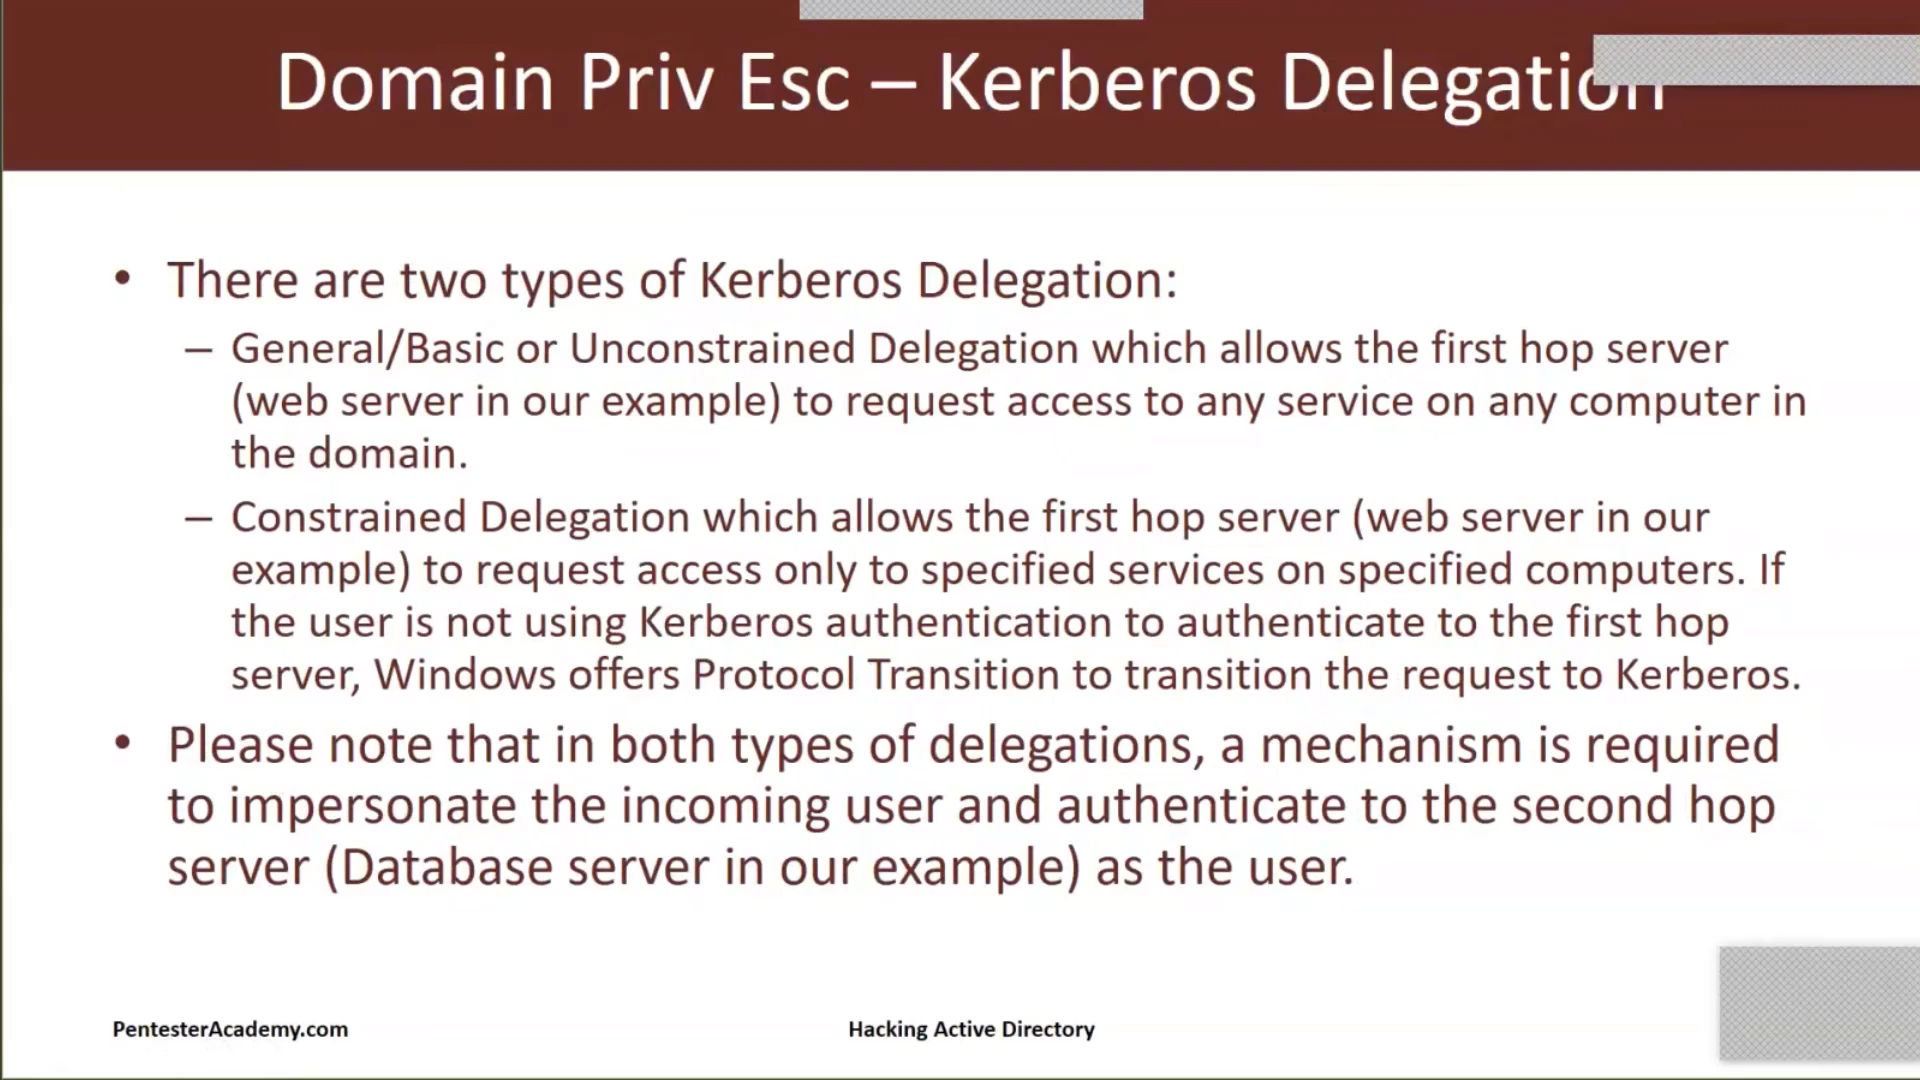 Domain Priv Esc – Kerberos Delegation
• There are two types of Kerberos Delegation:
– General/Basic or Unconstrained Delegation which allows the first hop server
(web server in our example) to request access to any service on any computer in
the domain.
– Constrained Delegation which allows the first hop server (web server in our
example) to request access only to specified services on specified computers. If
the user is not using Kerberos authentication to authenticate to the first hop
server, Windows offers Protocol Transition to transition the request to Kerberos.
• Please note that in both types of delegations, a mechanism is required
to impersonate the incoming user and authenticate to the second hop
server (Database server in our example) as the user.
PentesterAcademy.com
Hacking Active Directory